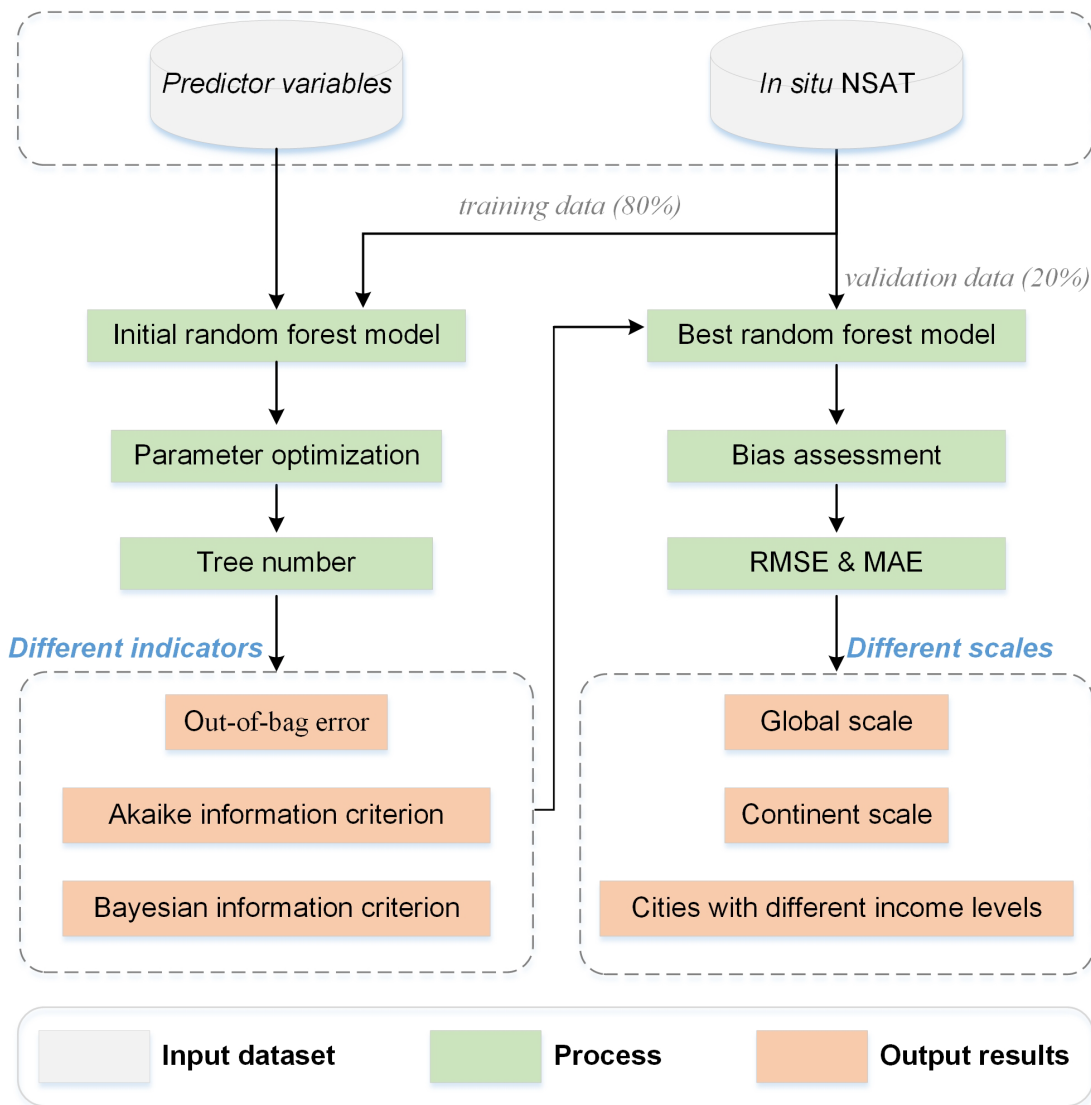 Predictor variables
In situ NSAT
training data (80%)
validation data (20%)
Initial random forest model
Best random forest model
Parameter optimization
Bias assessment
Tree number
RMSE & MAE
Different indicators
Different scales
Out-of-bag error
Global scale
Akaike information criterion
Continent scale
Bayesian information criterion
Cities with different income levels
Input dataset
Process
Output results